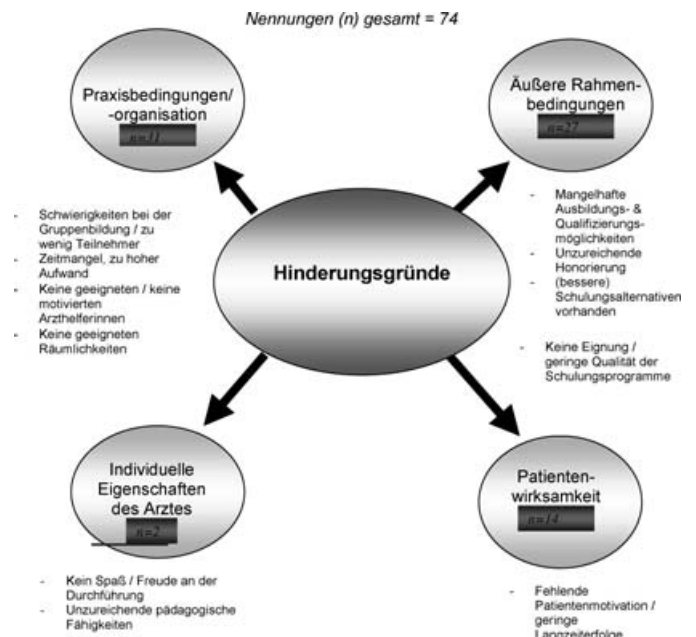 Nennungen (n) gesamt = 74
Praxisbedingungen/
-organisation
n=31
Äußere Rahmen-
bedingungen
n=27
- Schwierigkeiten bei der
Gruppenbildung / zu
wenig Teilnehmer
- Zeitmangel, zu hoher
Aufwand
- Keine geeigneten / keine
motivierten
Arzthelferinnen
- Keine geeigneten
Räumlichkeiten
Hinderungsgründe
- Mangelhafte
Ausbildungs- &
Qualifizierungs-
möglichkeiten
- Unzureichende
Honorierung
- (bessere)
Schulungsalternativen
vorhanden
- Keine Eignung /
geringe Qualität der
Schulungsprogramme
Individuelle
Eigenschaften
des Arztes
n=2
Patienten-
wirksamkeit
n=14
- Kein Spaß / Freude an der
Durchführung
- Unzureichende pädagogische
Fähigkeiten
- Fehlende
Patientenmotivation /
geringe
Langzeiterfolge